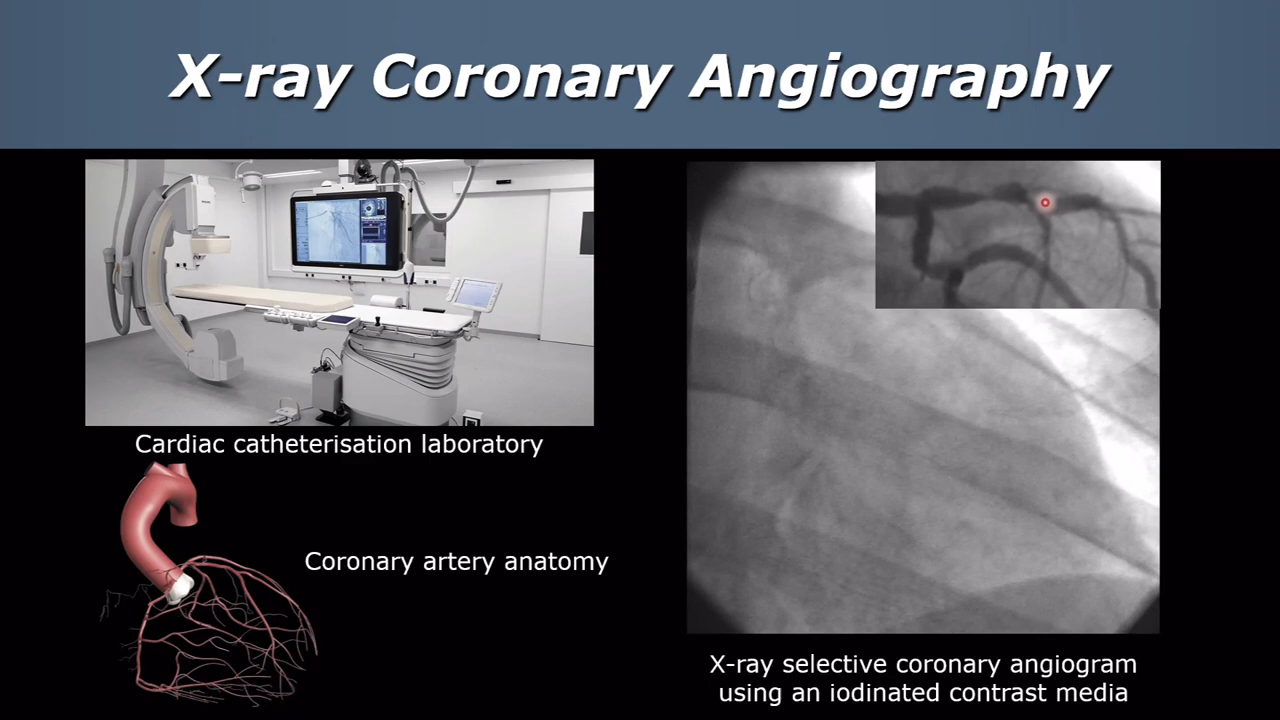 X-ray Coronary Angiography
Cardiac catheterisation laboratory
Coronary artery anatomy
X-ray selective coronary angiogram
using an iodinated contrast media